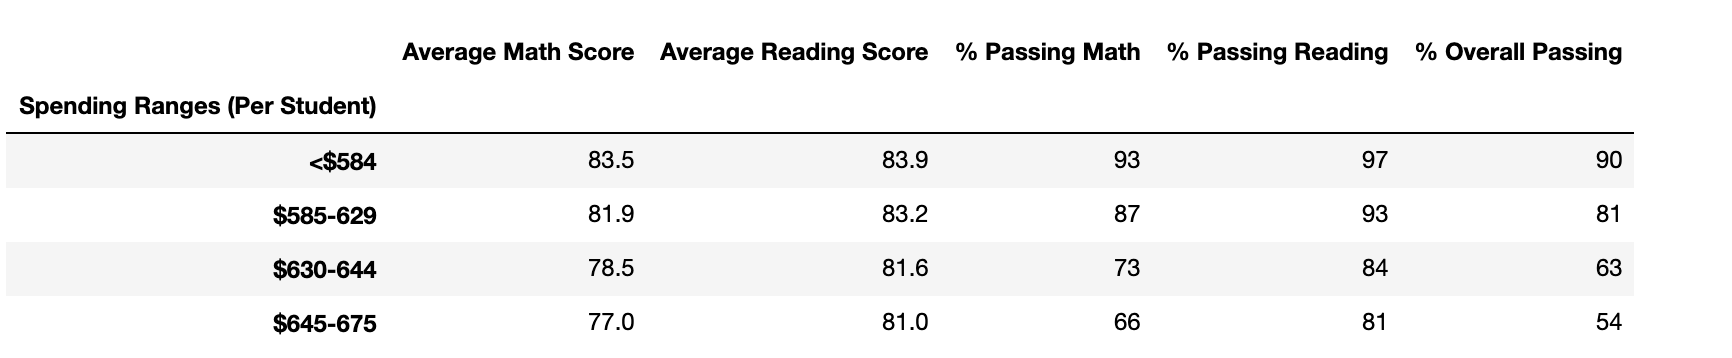 Average Math Score Average Reading Score % Passing Math % Passing Reading % Overall Passing
Spending Ranges (Per Student)
<$584 83.5 83.9 93 97 90
$585-629 81.9 83.2 87 93 81
$630-644 78.5 81.6 73 84 63
$645-675 77.0 81.0 66 81 54